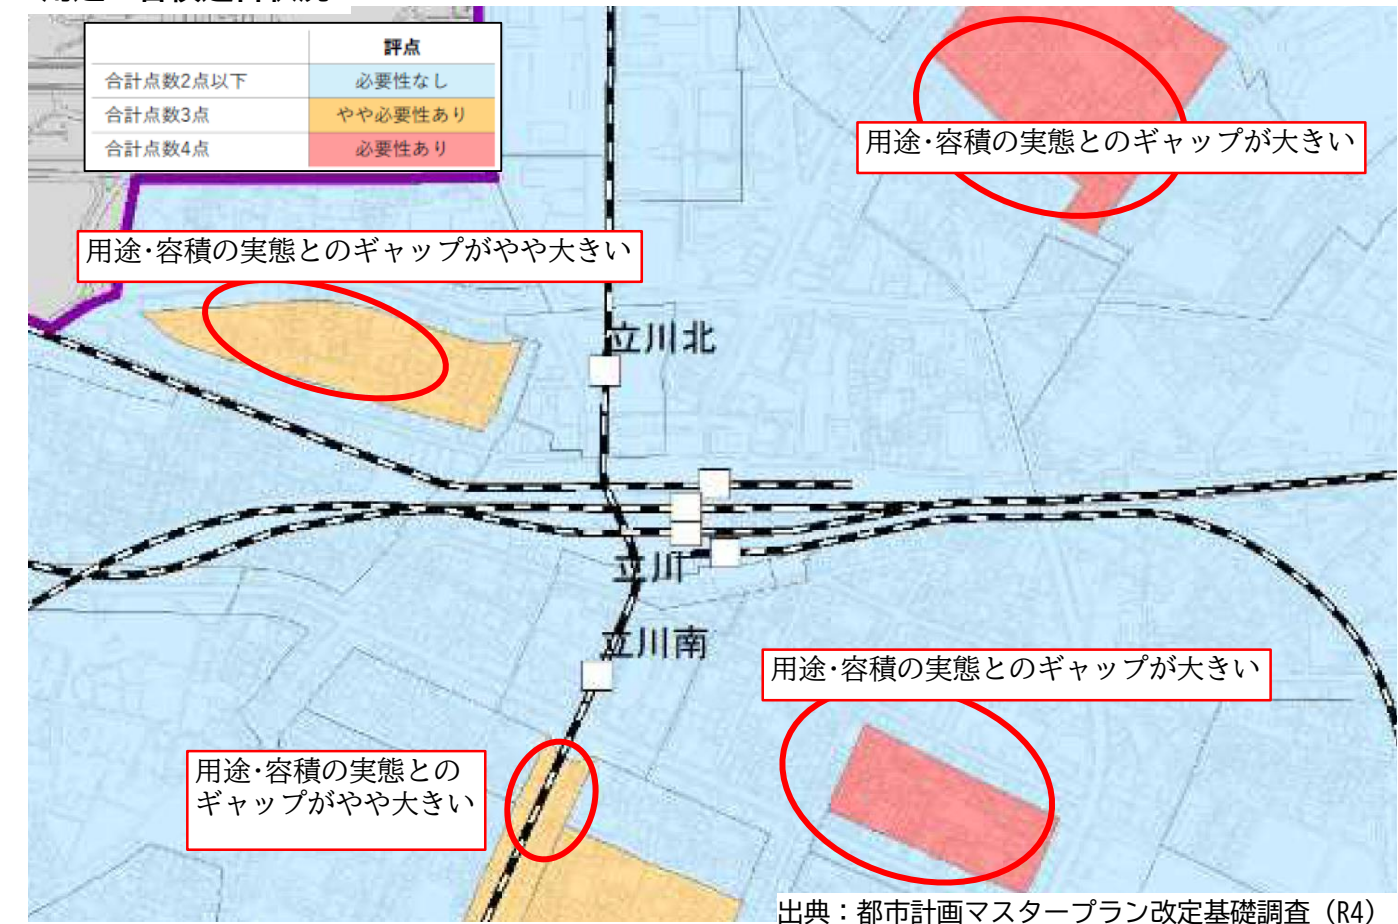 評点
合計点数2点以下 必要性なし
合計点数3点 やや必要性あり
合計点数4点 必要性あり
用途・容積の実態とのギャップが大きい
用途・容積の実態とのギャップがやや大きい
立川北
立川
立川南
用途・容積の実態とのギャップが大きい
用途・容積の実態との
ギャップがやや大きい
出典：都市計画マスタープラン改定基礎調査（R4）